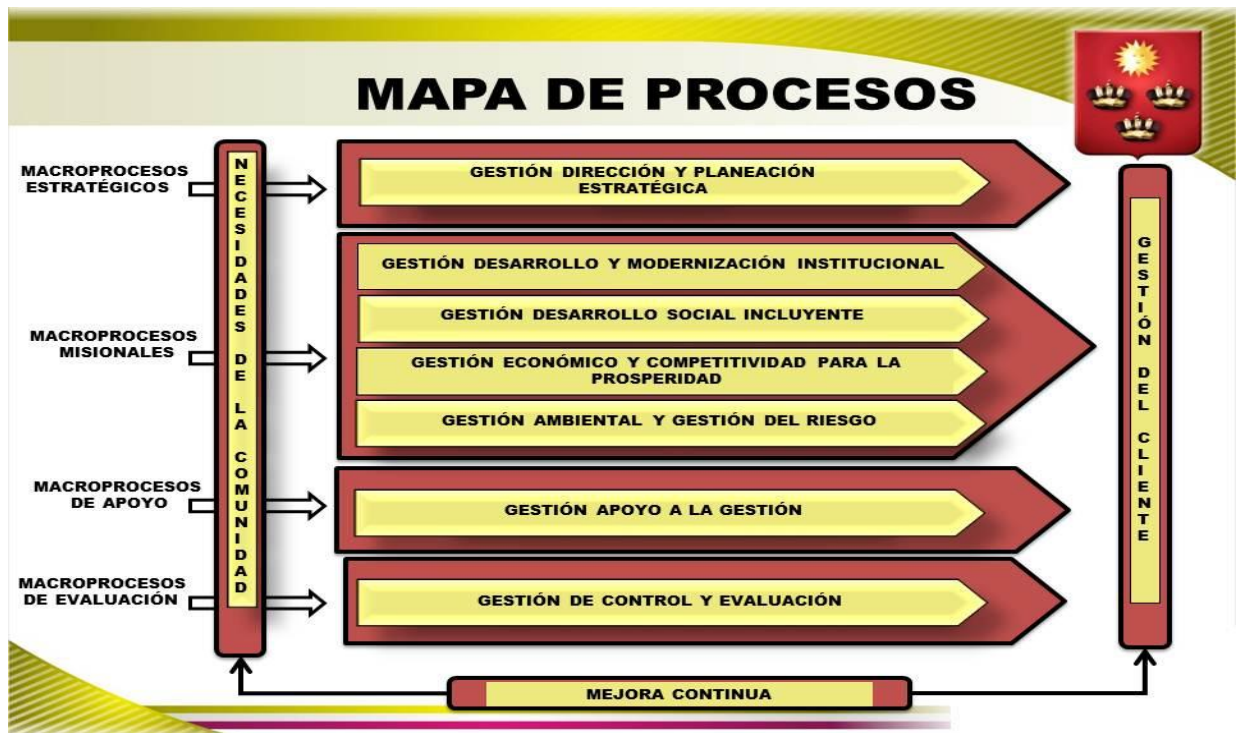 MAPA DE PROCESOS
MACROPROCESOS
ESTRATÉGICOS
NECESIDADES DE LA COMUNIDAD
GESTIÓN DIRECCIÓN Y PLANEACIÓN
ESTRATÉGICA
MACROPROCESOS
MISIONALES
GESTIÓN DESARROLLO Y MODERNIZACIÓN INSTITUCIONAL
GESTIÓN DESARROLLO SOCIAL INCLUYENTE
GESTIÓN ECONÓMICO Y COMPETITIVIDAD PARA LA
PROSPERIDAD
GESTIÓN AMBIENTAL Y GESTIÓN DEL RIESGO
MACROPROCESOS
DE APOYO
GESTIÓN APOYO A LA GESTIÓN
MACROPROCESOS
DE EVALUACIÓN
GESTIÓN DE CONTROL Y EVALUACIÓN
GESTIÓN DEL CLIENTE
MEJORA CONTINUA